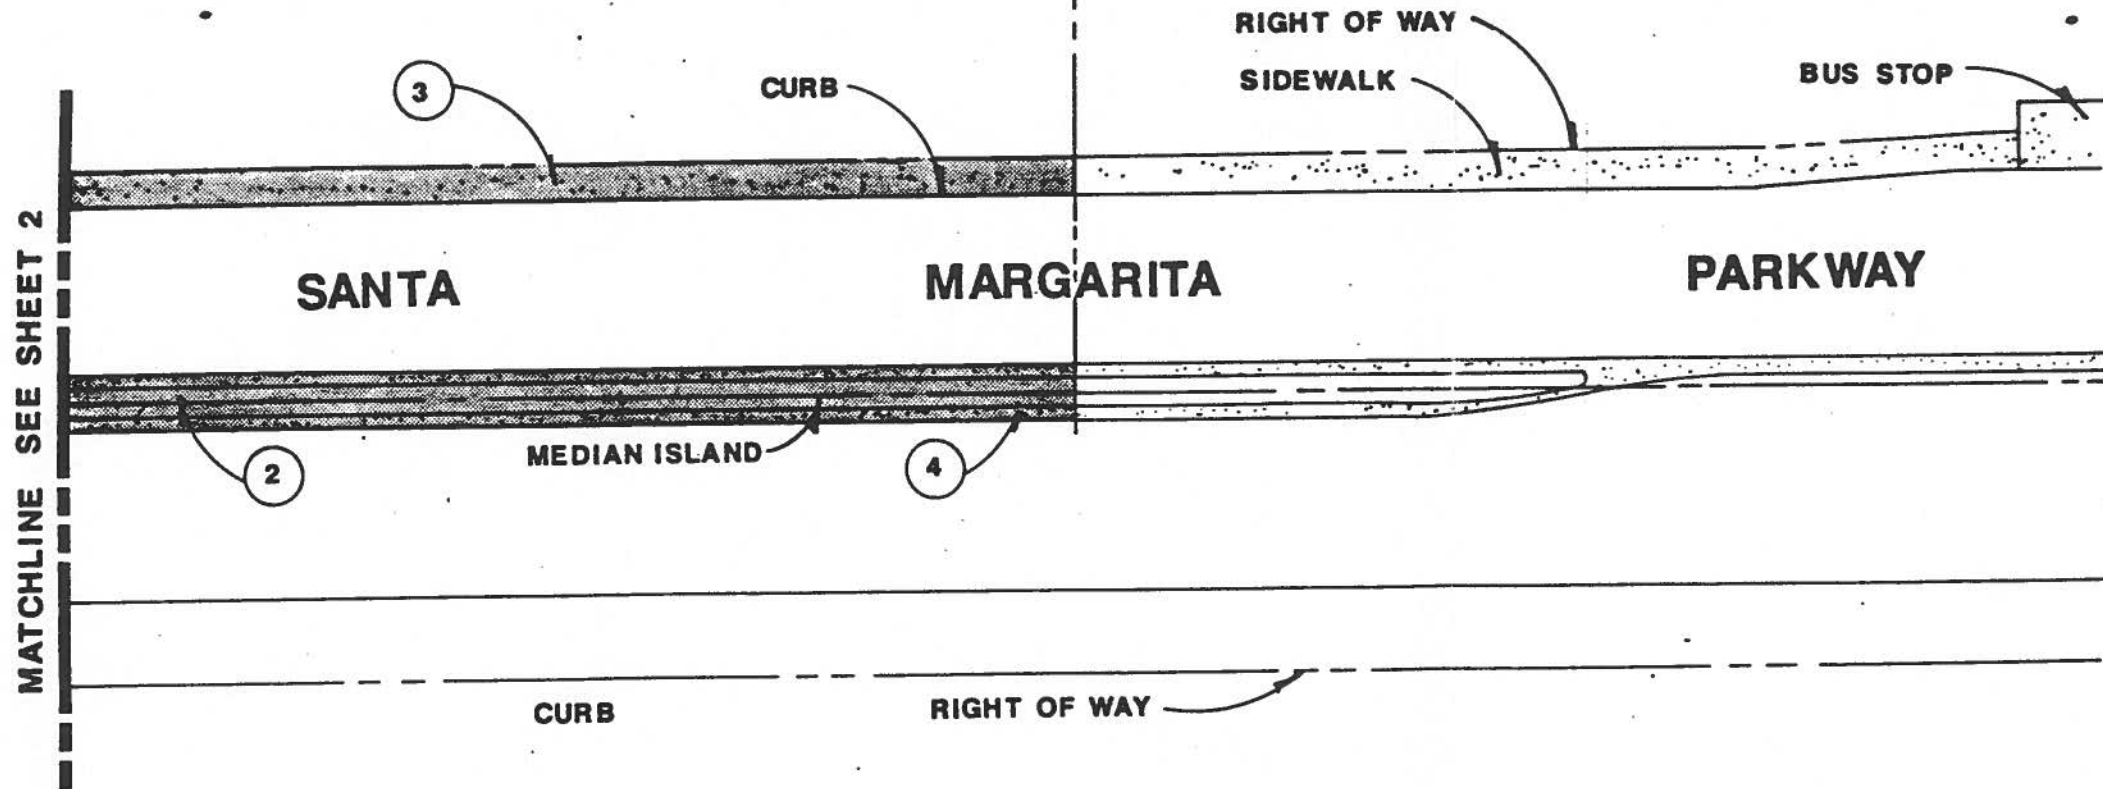 RIGHT OF WAY
3
CURB
SIDEWALK
BUS STOP
MATCHLINE SEE SHEET 2
SANTA MARGARITA PARKWAY
2
MEDIAN ISLAND
4
CURB
RIGHT OF WAY